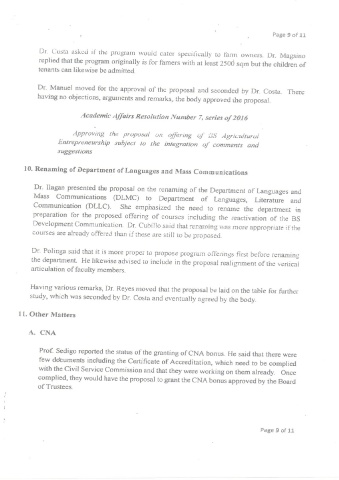 Page 9 of 11
Dr. Costa asked if the program would cater specifically to farm owners. Dr. Magsino
replied that the program originally is for farmers with at least 2500 sqm but the children of
tenants can likewise be admitted.
Dr. Manuel moved for the approval of the proposal and seconded by Dr. Costa. There
having no objections, arguments and remarks, the body approved the proposal.
Academic Affairs Resolution Number 7, series of 2016
Approving the proposal on offering of BS Agricultural
Entrepreneurship subject to the integration of comments and
suggestions
10. Renaming of Department of Languages and Mass Communications
Dr. Ilagan presented the proposal on the renaming of the Department of Languages and
Mass Communications (DLMC) to Department of Languages, Literature and
Communication (DLLC). She emphasized the need to rename the department in
preparation for the proposed offering of courses including the reactivation of the BS
Development Communication. Dr. Cubillo said that renaming was more appropriate if the
courses are already offered than if these are still to be proposed.
Dr. Polinga said that it is more proper to propose program offerings first before renaming
the department. He likewise advised to include in the proposal realignment of the vertical
articulation of faculty members.
Having various remarks, Dr. Reyes moved that the proposal be laid on the table for further
study, which was seconded by Dr. Costa and eventually agreed by the body.
11. Other Matters
A. CNA
Prof. Sedigo reported the status of the granting of CNA bonus. He said that there were
few documents including the Certificate of Accreditation, which need to be complied
with the Civil Service Commission and that they were working on them already. Once
complied, they would have the proposal to grant the CNA bonus approved by the Board
of Trustees.
Page 9 of 11